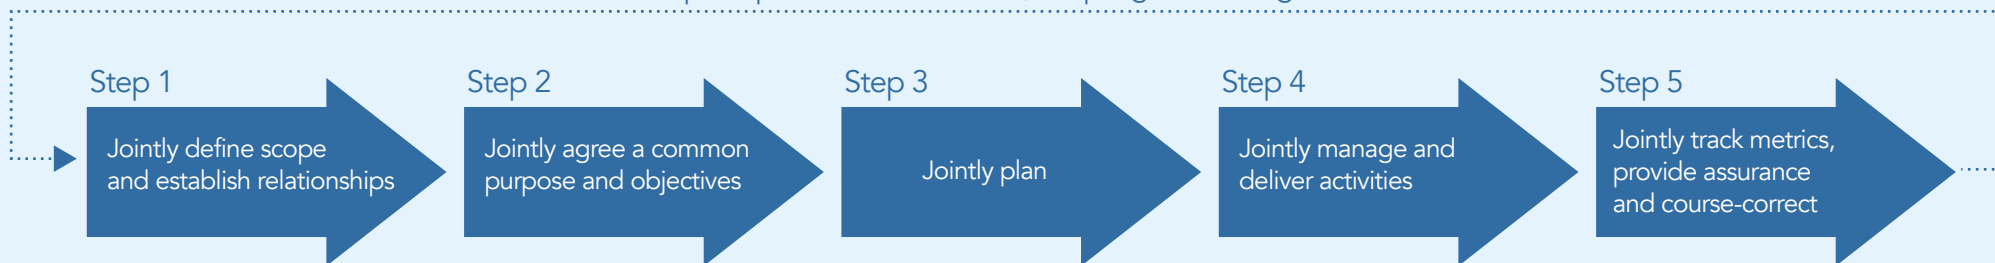 Step 1
Jointly define scope
and establish relationships
Step 2
Jointly agree a common
purpose and objectives
Step 3
Jointly plan
Step 4
Jointly manage and
deliver activities
Step 5
Jointly track metrics,
provide assurance
and course-correct